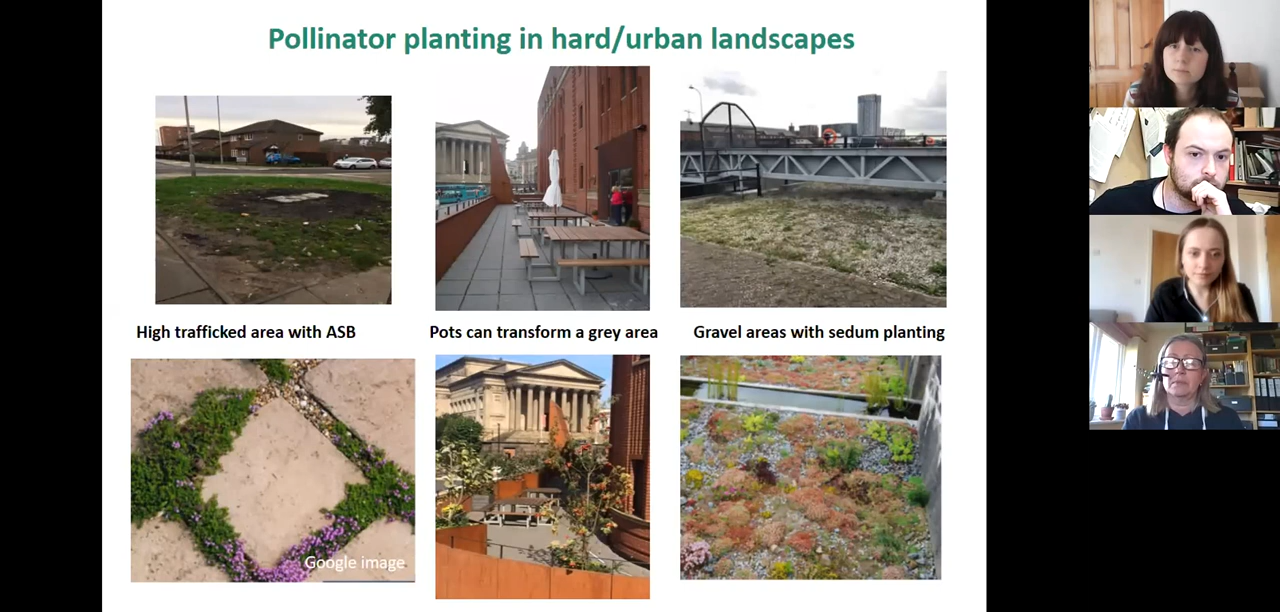 Pollinator planting in hard/urban landscapes
High trafficked area with ASB
Pots can transform a grey area
Gravel areas with sedum planting
Google image